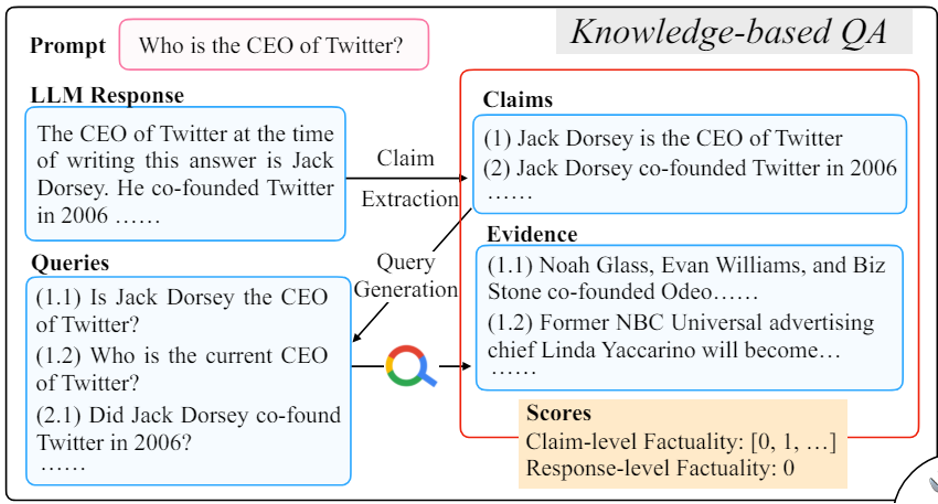 Knowledge-based QA
Prompt
Who is the CEO of Twitter?
LLM Response
The CEO of Twitter at the time
of writing this answer is Jack
Dorsey. He co-founded Twitter
in 2006 ……
Claim
Extraction
Claims
(1) Jack Dorsey is the CEO of Twitter
(2) Jack Dorsey co-founded Twitter in 2006
……
Query
Generation
Queries
(1.1) Is Jack Dorsey the CEO
of Twitter?
(1.2) Who is the current CEO
of Twitter?
(2.1) Did Jack Dorsey co-found
Twitter in 2006?
……
Evidence
(1.1) Noah Glass, Evan Williams, and Biz
Stone co-founded Odeo……
(1.2) Former NBC Universal advertising
chief Linda Yaccarino will become…
……
Scores
Claim-level Factuality: [0, 1, …]
Response-level Factuality: 0